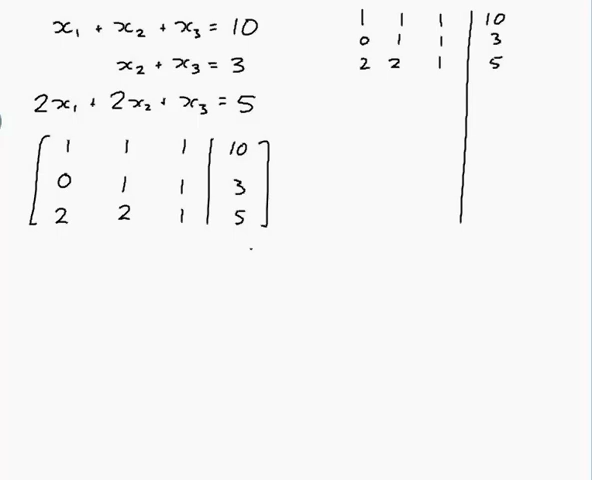 x₁ + x₂ + x₃ = 10
x₂ + x₃ = 3
2x₁ + 2x₂ + x₃ = 5
1 1 1 | 10
0 1 1 | 3
2 2 1 | 5
1 1 1 | 10
0 1 1 | 3
2 2 1 | 5